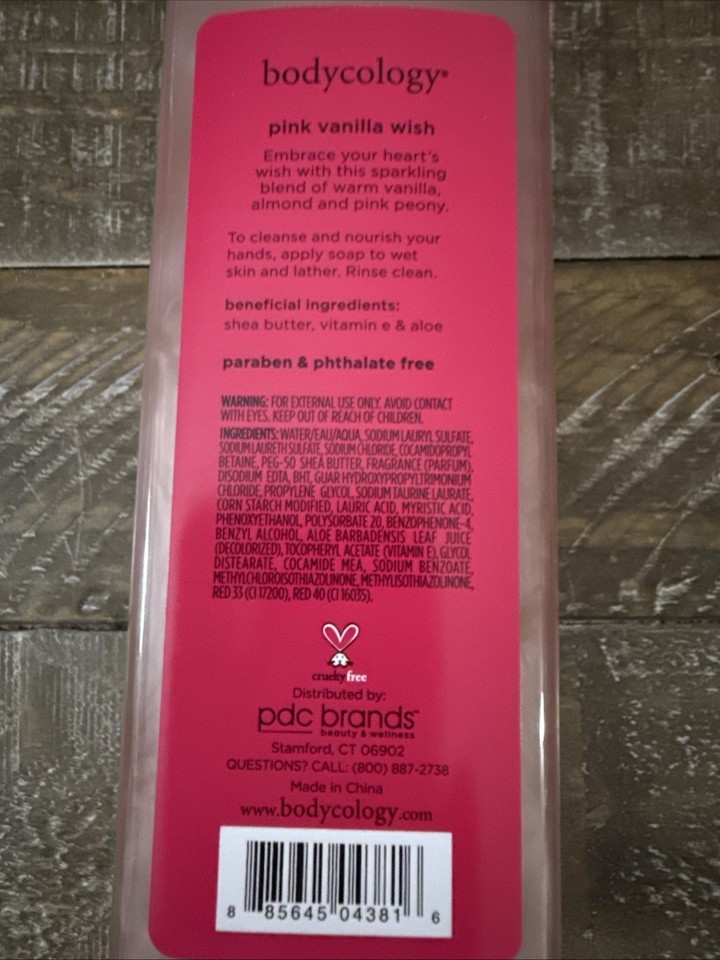 bodycology®
pink vanilla wish
Embrace your heart's
wish with this sparkling
blend of warm vanilla,
almond and pink peony.
To cleanse and nourish your
hands, apply soap to wet
skin and lather. Rinse clean.
beneficial ingredients:
shea butter, vitamin e & aloe
paraben & phthalate free
WARNING: FOR EXTERNAL USE ONLY. AVOID CONTACT
WITH EYES. KEEP OUT OF REACH OF CHILDREN.
INGREDIENTS: WATER/EAU/AQUA, SODIUM LAURYL SULFATE,
SODIUM LAURETH SULFATE, SODIUM CHLORIDE, COCAMIDOPROPYL
BETAINE, PEG-50 SHEA BUTTER, FRAGRANCE (PARFUM),
DISODIUM EDTA, BHT, GUAR HYDROXYPROPYLTRIMONIUM
CHLORIDE, PROPYLENE GLYCOL, SODIUM TAURINE LAURATE,
CORN STARCH MODIFIED, LAURIC ACID, MYRISTIC ACID,
PHENOXYETHANOL, POLYSORBATE 20, BENZOPHENONE-4,
BENZYL ALCOHOL, ALOE BARBADENSIS LEAF JUICE
(DECOLORIZED), TOCOPHERYL ACETATE (VITAMIN E), GLYCOL
DISTEARATE, COCAMIDE MEA, SODIUM BENZOATE,
METHYLCHLOROISOTHIAZOLINONE, METHYLISOTHIAZOLINONE,
RED 33 (CI 17200), RED 40 (CI 16035).
crueltyfree
Distributed by:
pdc brands™
beauty & wellness
Stamford, CT 06902
QUESTIONS? CALL: (800) 887-2738
Made in China
www.bodycology.com
8 85645 04381 6